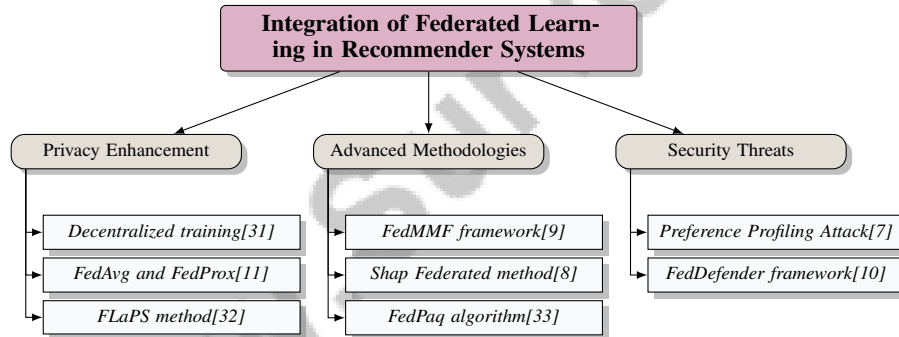 Integration of Federated Learn-
ing in Recommender Systems
Privacy Enhancement
Advanced Methodologies
Security Threats
Decentralized training[31]
FedMMF framework[9]
Preference Profiling Attack[7]
FedAvg and FedProx[11]
Shap Federated method[8]
FedDefender framework[10]
FLaPS method[32]
FedPaq algorithm[33]